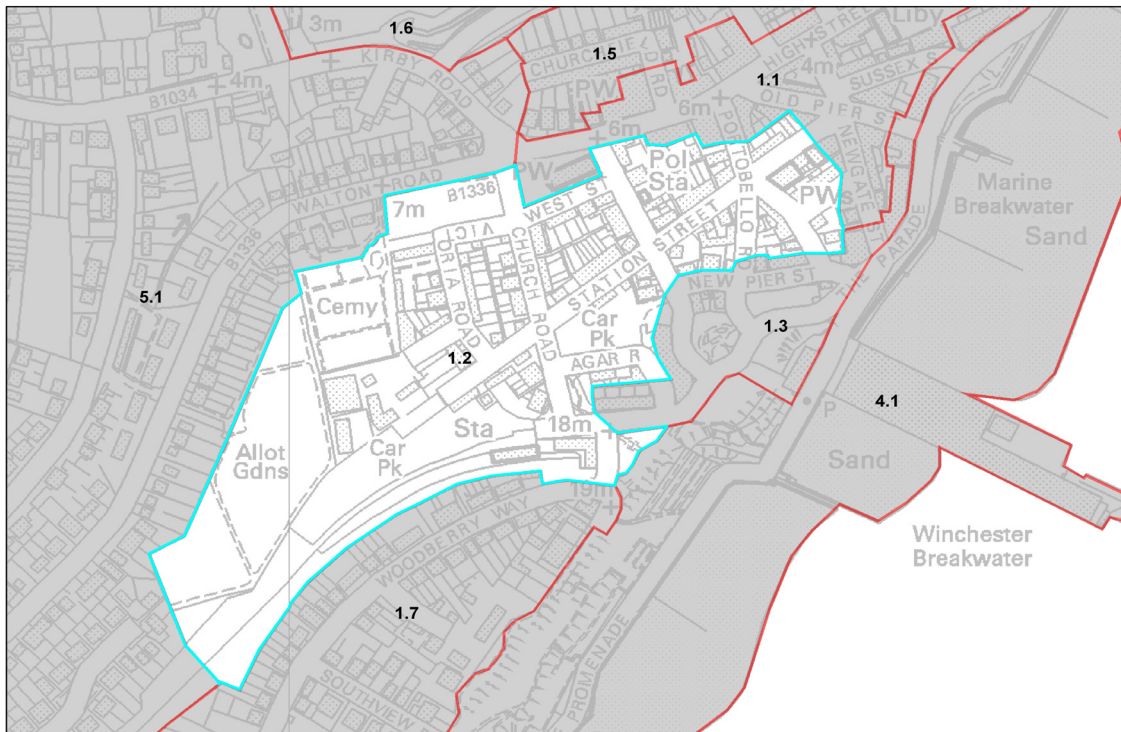 3m
1.6
KIRBY ROAD
4m
B1034
CHURCHFIELD RD
1.5
PW
HIGH STREET
Liby
SUSSEX S
4m
1.1
OLD PIER S
6m
6m
NEWGATE ST
PW
Pol
Sta
TOBELLO RO
PWs
WALTON ROAD
B1336
7m
WEST ST
VICTORIA ROAD
CHURCH ROAD
STATION STREET
B1336
NEW PIER ST
THE PARADE
Marine
Breakwater
Sand
5.1
Cemy
1.2
Car
Pk
1.3
AGAR R
4.1
P
Sta
18m
Allot
Gdns
Car
Pk
Sand
19m
WOODBERRY WAY
Winchester
Breakwater
1.7
PROMENADE
SOUTHVIEW